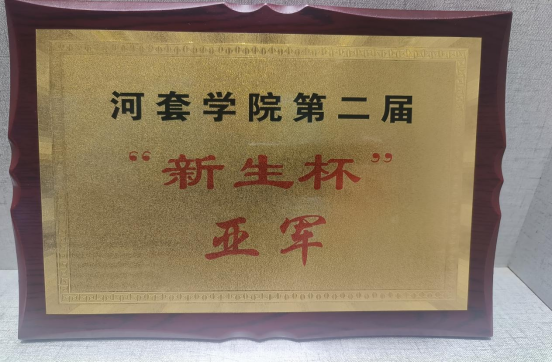 河套学院第二届
“新生杯”
亚军